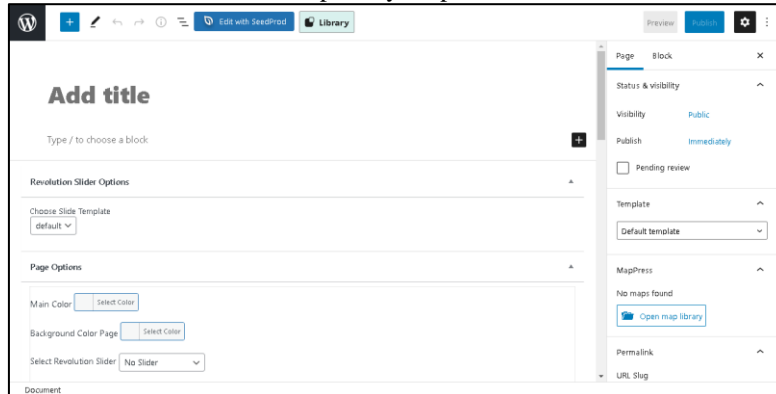 Edit with SeedProd
Library
Preview
Publish
Add title
Type / to choose a block
Revolution Slider Options
Choose Slide Template
default
Page Options
Main Color
Select Color
Background Color Page
Select Color
Select Revolution Slider
No Slider
Document
Page
Block
Status & visibility
Visibility
Public
Publish
Immediately
Pending review
Template
Default template
MapPress
No maps found
Open map library
Permalink
URL Slug